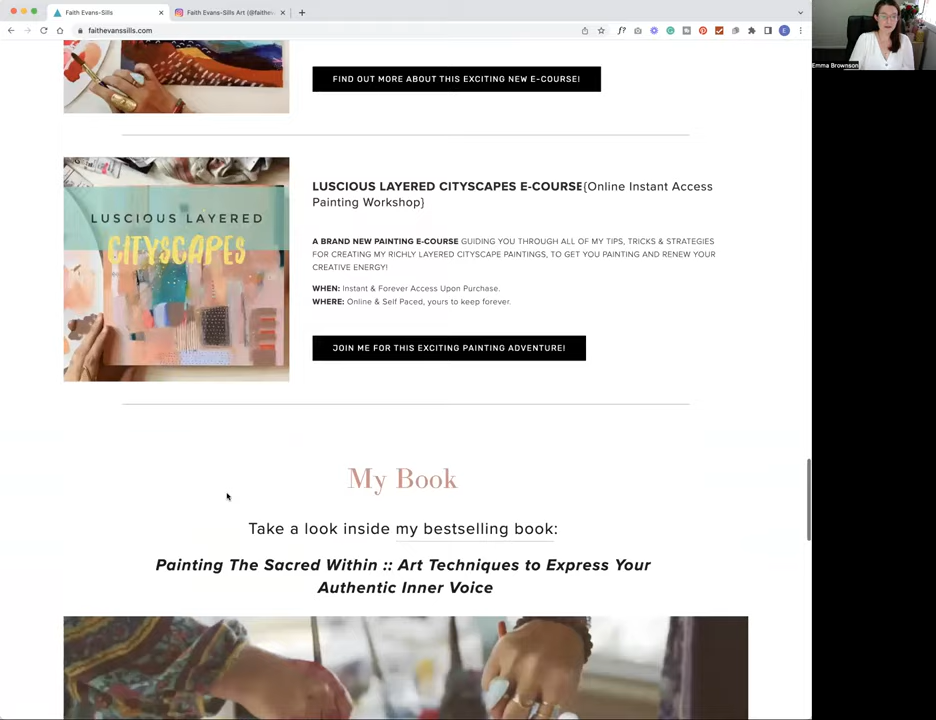 Faith Evans-Sills
Faith Evans-Sills Art (@faithev
faithevanssills.com
Emma Brownson
FIND OUT MORE ABOUT THIS EXCITING NEW E-COURSE!
LUSCIOUS LAYERED
CITYSCAPES
LUSCIOUS LAYERED CITYSCAPES E-COURSE{Online Instant Access
Painting Workshop}
A BRAND NEW PAINTING E-COURSE GUIDING YOU THROUGH ALL OF MY TIPS, TRICKS & STRATEGIES
FOR CREATING MY RICHLY LAYERED CITYSCAPE PAINTINGS, TO GET YOU PAINTING AND RENEW YOUR
CREATIVE ENERGY!
WHEN: Instant & Forever Access Upon Purchase.
WHERE: Online & Self Paced, yours to keep forever.
JOIN ME FOR THIS EXCITING PAINTING ADVENTURE!
My Book
Take a look inside my bestselling book:
Painting The Sacred Within :: Art Techniques to Express Your
Authentic Inner Voice